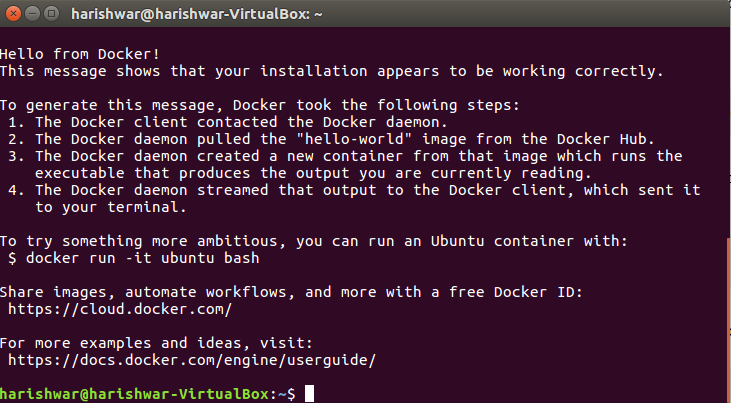 harishwar@harishwar-VirtualBox: ~
Hello from Docker!
This message shows that your installation appears to be working correctly.
To generate this message, Docker took the following steps:
1. The Docker client contacted the Docker daemon.
2. The Docker daemon pulled the "hello-world" image from the Docker Hub.
3. The Docker daemon created a new container from that image which runs the
executable that produces the output you are currently reading.
4. The Docker daemon streamed that output to the Docker client, which sent it
to your terminal.
To try something more ambitious, you can run an Ubuntu container with:
$ docker run -it ubuntu bash
Share images, automate workflows, and more with a free Docker ID:
https://cloud.docker.com/
For more examples and ideas, visit:
https://docs.docker.com/engine/userguide/
harishwar@harishwar-VirtualBox:~$